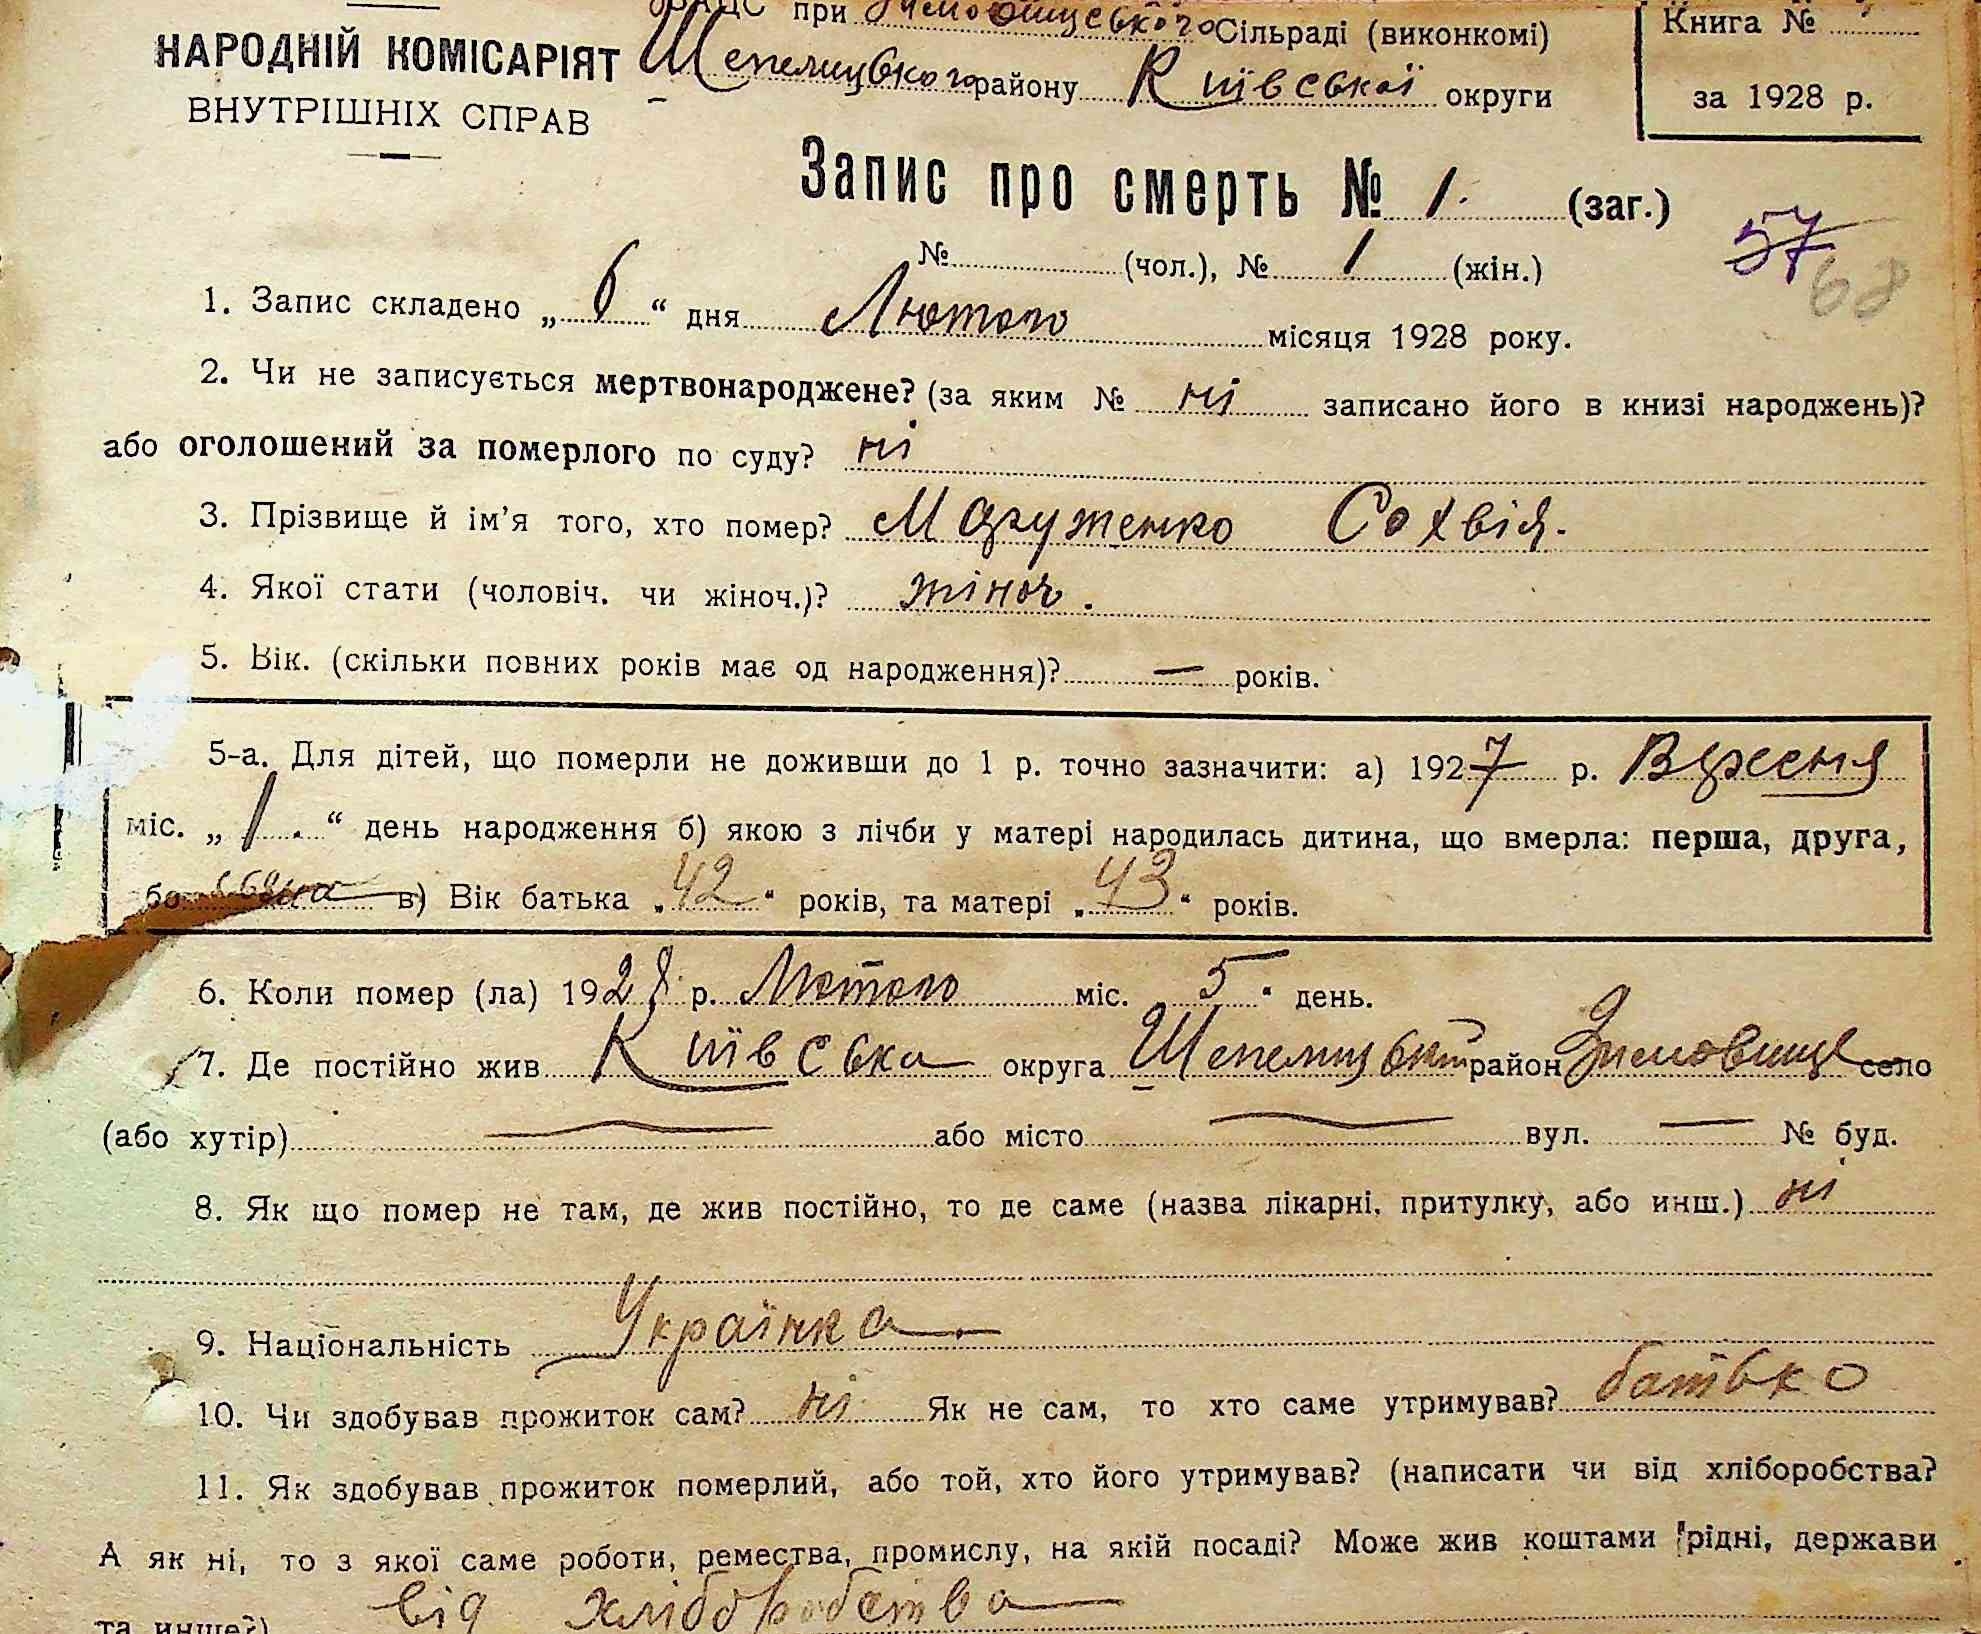 при Зимовищеського Сільраді (виконкомі)
Книга №
НАРОДНІЙ КОМІСАРІЯТ
Шепелицького району Київської округи
ВНУТРІШНІХ СПРАВ
за 1928 р.
Запис про смерть № 1. (заг.)
№ (чол.), № 1 (жін.)
57
68
1. Запис складено „ 6 “ дня Лютого місяця 1928 року.
2. Чи не записується мертвонароджене? (за яким № ні записано його в книзі народжень)?
або оголошений за померлого по суду? ні
3. Прізвище й ім’я того, хто помер? Сохвія.
4. Якої стати (чоловіч. чи жіноч.)? жіноч.
5. Вік. (скільки повних років має од народження)? — років.
5-а. Для дітей, що померли не доживши до 1 р. точно зазначити: а) 1927 р. Вересня
міс. „ 1. “ день народження б) якою з лічби у матері народилась дитина, що вмерла: перша, друга,
бо в) Вік батька „ 42 “ років, та матері „ 43 “ років.
6. Коли помер (ла) 1928 р. Лютого міс. 5 “ день.
7. Де постійно жив Київська округа Шепелицький район Зимовище село
(або хутір) — або місто — вул. — № буд.
8. Як що помер не там, де жив постійно, то де саме (назва лікарні, притулку, або инш.) ні
9. Національність Українка
10. Чи здобував прожиток сам? ні Як не сам, то хто саме утримував? батько
11. Як здобував прожиток померлий, або той, хто його утримував? (написати чи від хліборобства?
А як ні, то з якої саме роботи, ремества, промислу, на якій посаді? Може жив коштами рідні, держави
та инше?) від хліборобства